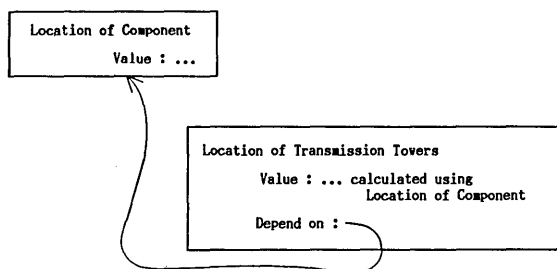 Location of Component
Value : ...
Location of Transmission Towers
Value : ... calculated using
Location of Component
Depend on :